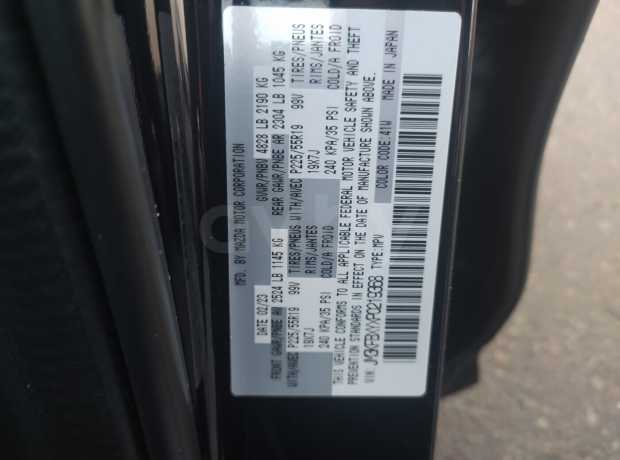 MFD. BY MAZDA MOTOR CORPORATION
DATE 02/23 GVWR/PNBV 4828 LB 2190 KG
FRONT GAWR/PNBE AV 2524 LB 1145 KG REAR GAWR/PNBE AR 2304 LB 1045 KG
WITH/AVEC P225/55R19 99V TIRES/PNEUS WITH/AVEC P225/55R19 99V TIRES/PNEUS
19X7J RIMS/JANTES 19X7J RIMS/JANTES
240 KPA/35 PSI COLD/A FROID 240 KPA/35 PSI COLD/A FROID
THIS VEHICLE CONFORMS TO ALL APPLICABLE FEDERAL MOTOR VEHICLE SAFETY AND THEFT
PREVENTION STANDARDS IN EFFECT ON THE DATE OF MANUFACTURE SHOWN ABOVE.
COLOR CODE:41W MADE IN JAPAN
VIN: TYPE:MPV